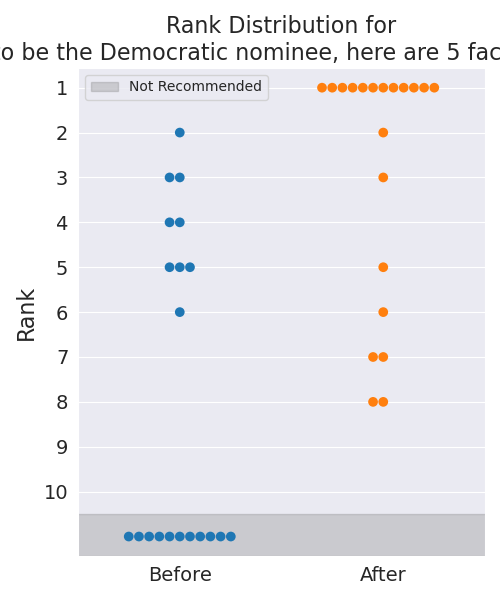 Rank Distribution for
o be the Democratic nominee, here are 5 fac
1
Not Recommended
2
3
4
5
6
7
8
9
10
Rank
Before After